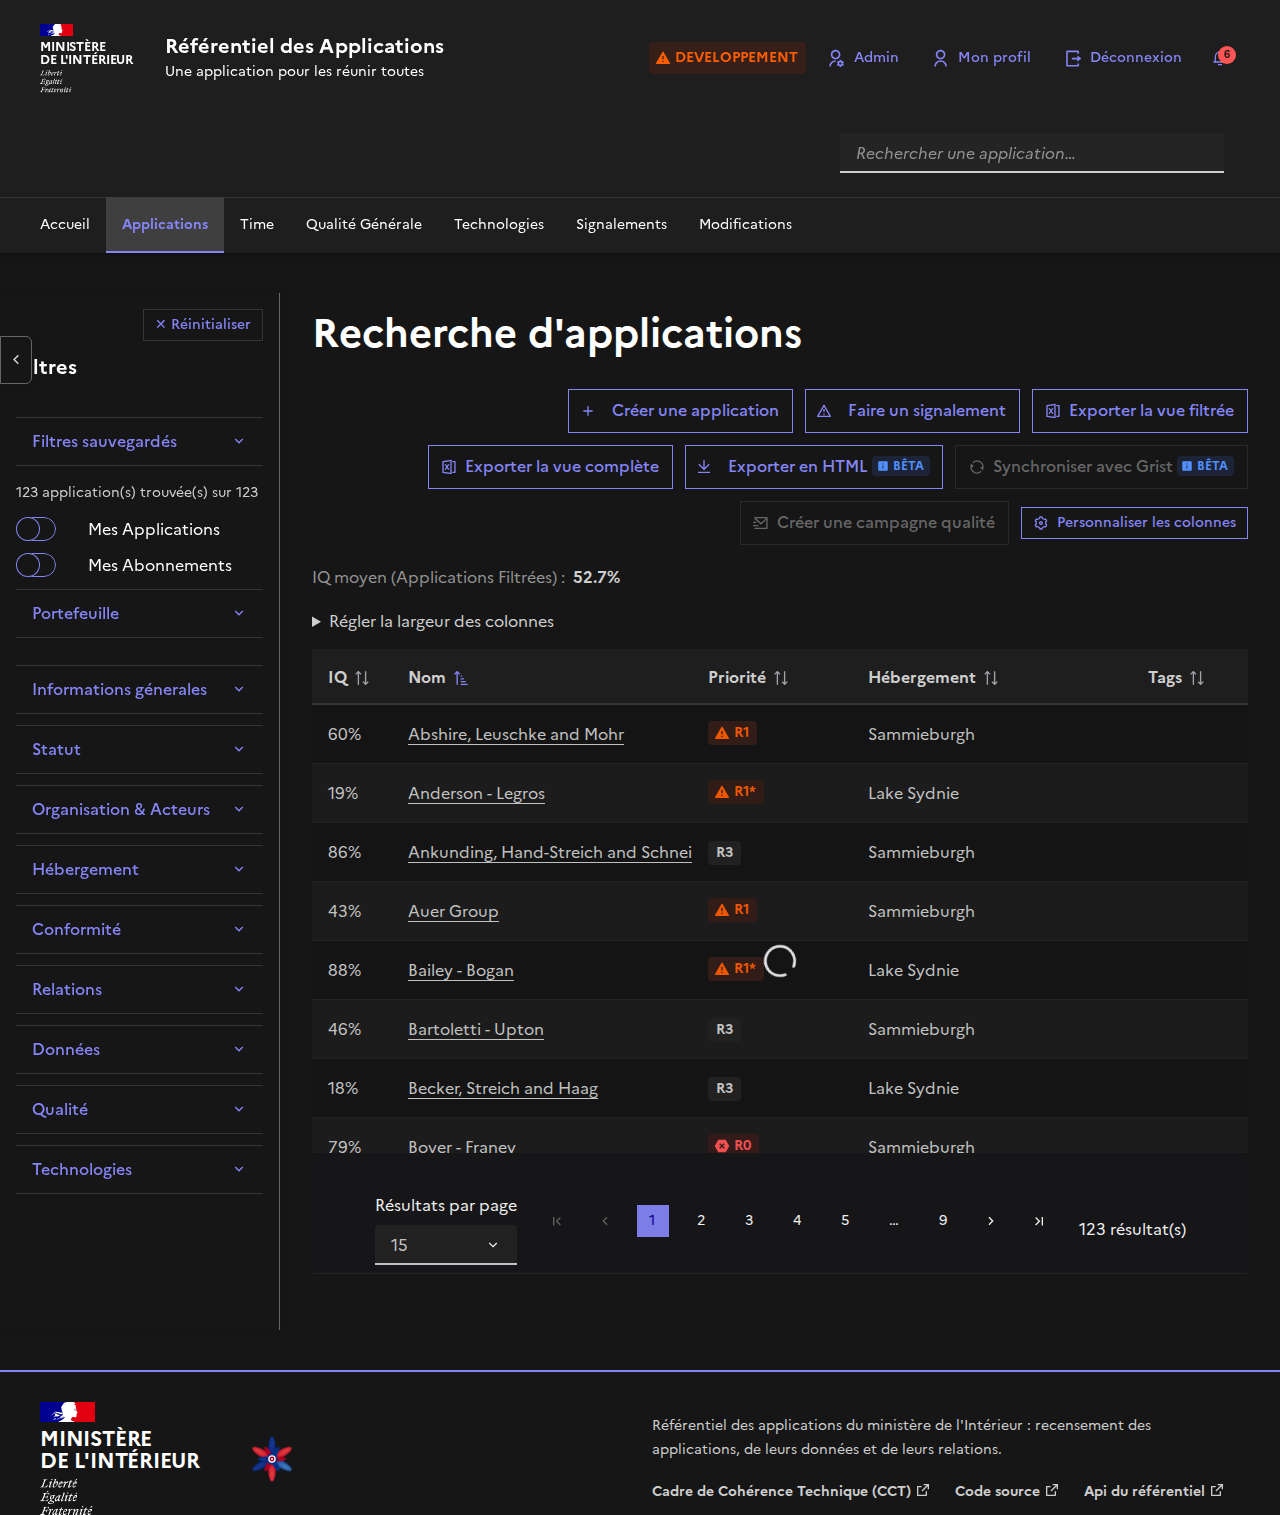 MINISTÈRE
DE L'INTÉRIEUR
Liberté
Égalité
Fraternité
Référentiel des Applications
Une application pour les réunir toutes
DEVELOPPEMENT
Admin
Mon profil
Déconnexion
6
Rechercher une application…
Accueil
Applications
Time
Qualité Générale
Technologies
Signalements
Modifications
Réinitialiser
ltres
Filtres sauvegardés
123 application(s) trouvée(s) sur 123
Mes Applications
Mes Abonnements
Portefeuille
Informations génerales
Statut
Organisation & Acteurs
Hébergement
Conformité
Relations
Données
Qualité
Technologies
Recherche d'applications
Créer une application
Faire un signalement
Exporter la vue filtrée
Exporter la vue complète
Exporter en HTML BÊTA
Synchroniser avec Grist BÊTA
Créer une campagne qualité
Personnaliser les colonnes
IQ moyen (Applications Filtrées) : 52.7%
Régler la largeur des colonnes
IQ Nom Priorité Hébergement Tags
60% Abshire, Leuschke and Mohr R1 Sammieburgh
19% Anderson - Legros R1* Lake Sydnie
86% Ankunding, Hand-Streich and Schnei R3 Sammieburgh
43% Auer Group R1 Sammieburgh
88% Bailey - Bogan R1* Lake Sydnie
46% Bartoletti - Upton R3 Sammieburgh
18% Becker, Streich and Haag R3 Lake Sydnie
79% Boyer - Franey R0 Sammieburgh
Résultats par page
15
1 2 3 4 5 … 9
123 résultat(s)
MINISTÈRE
DE L'INTÉRIEUR
Liberté
Égalité
Fraternité
Référentiel des applications du ministère de l'Intérieur : recensement des
applications, de leurs données et de leurs relations.
Cadre de Cohérence Technique (CCT)
Code source
Api du référentiel